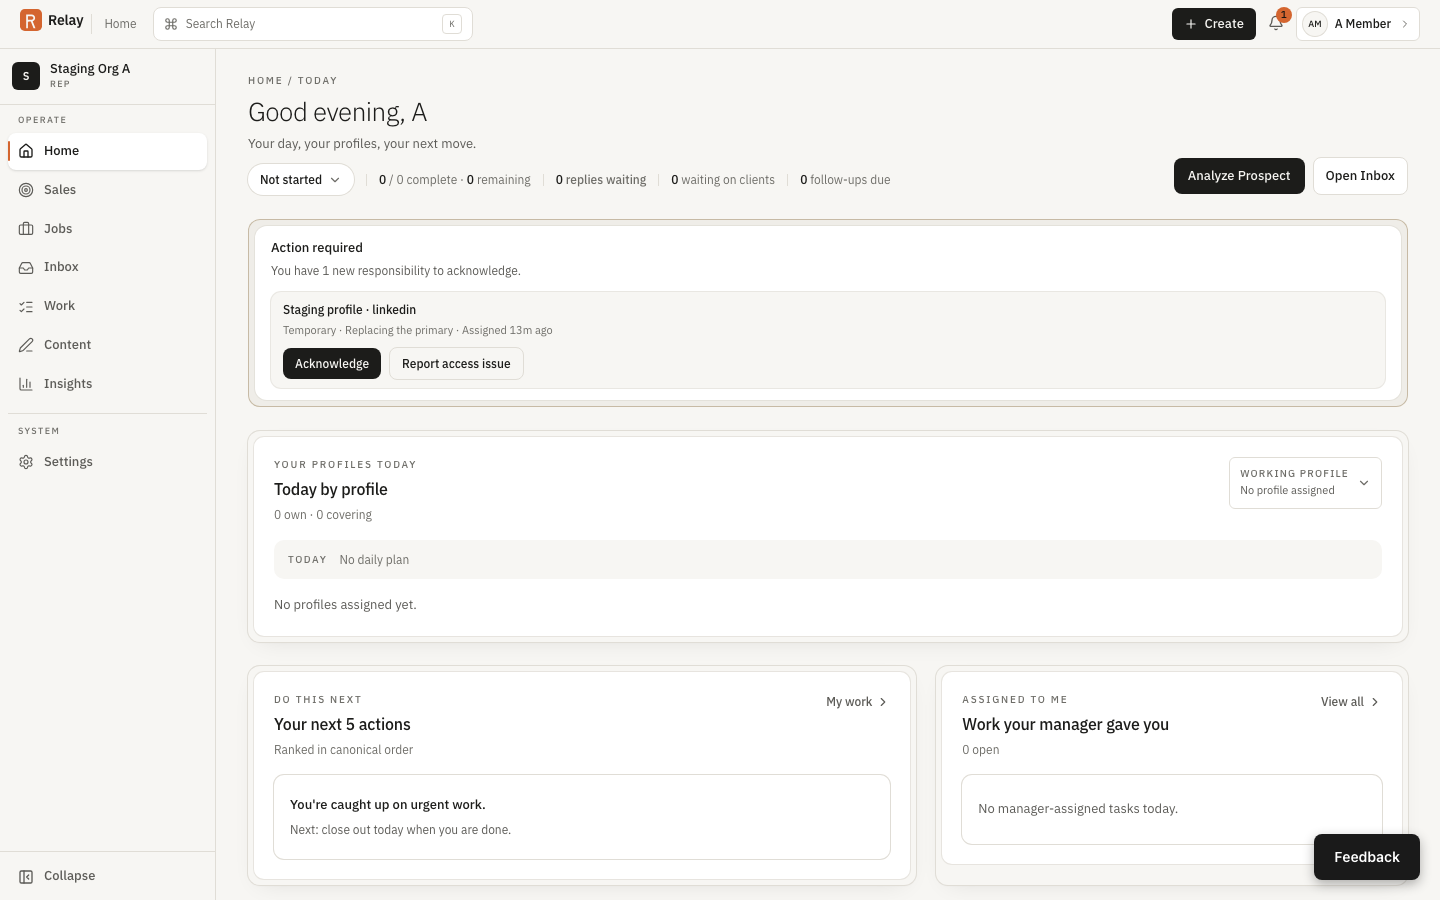 Relay
Home
Search Relay
K
Create
1
AM
A Member
S
Staging Org A
REP
OPERATE
Home
Sales
Jobs
Inbox
Work
Content
Insights
SYSTEM
Settings
Collapse
HOME / TODAY
Good evening, A
Your day, your profiles, your next move.
Not started
0 / 0 complete · 0 remaining
0 replies waiting
0 waiting on clients
0 follow-ups due
Analyze Prospect
Open Inbox
Action required
You have 1 new responsibility to acknowledge.
Staging profile · linkedin
Temporary · Replacing the primary · Assigned 13m ago
Acknowledge
Report access issue
YOUR PROFILES TODAY
Today by profile
0 own · 0 covering
WORKING PROFILE
No profile assigned
TODAY No daily plan
No profiles assigned yet.
DO THIS NEXT
Your next 5 actions
Ranked in canonical order
My work
You're caught up on urgent work.
Next: close out today when you are done.
ASSIGNED TO ME
Work your manager gave you
0 open
View all
No manager-assigned tasks today.
Feedback